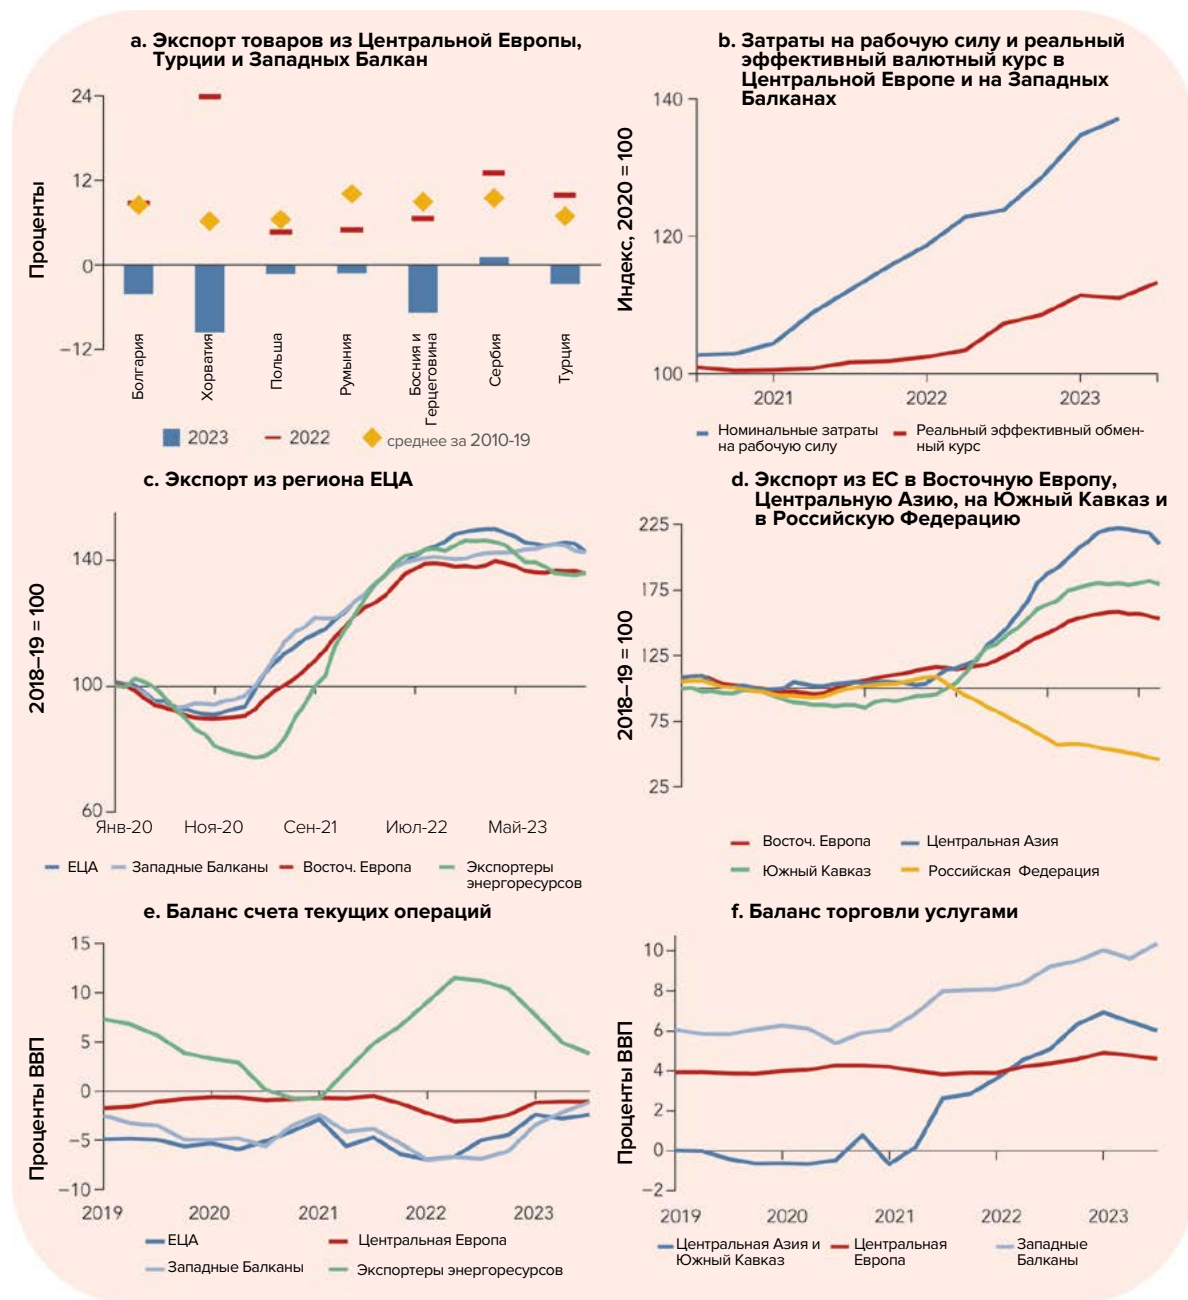 a. Экспорт товаров из Центральной Европы,
Турции и Западных Балкан
Проценты
24
12
0
−12
Болгария
Хорватия
Польша
Румыния
Босния и
Герцеговина
Сербия
Турция
2023
2022
среднее за 2010-19
b. Затраты на рабочую силу и реальный
эффективный валютный курс в
Центральной Европе и на Западных
Балканах
Индекс, 2020 = 100
140
120
100
2021
2022
2023
Номинальные затраты
на рабочую силу
Реальный эффективный обмен-
ный курс
c. Экспорт из региона ЕЦА
2018–19 = 100
140
100
60
Янв-20
Ноя-20
Сен-21
Июл-22
Май-23
ЕЦА
Западные Балканы
Восточ. Европа
Экспортеры
энергоресурсов
d. Экспорт из ЕС в Восточную Европу,
Центральную Азию, на Южный Кавказ и
в Российскую Федерацию
2018–19 = 100
225
175
125
75
25
Восточ. Европа
Центральная Азия
Южный Кавказ
Российская Федерация
e. Баланс счета текущих операций
Проценты ВВП
15
10
5
0
−5
−10
2019
2020
2021
2022
2023
ЕЦА
Центральная Европа
Западные Балканы
Экспортеры энергоресурсов
f. Баланс торговли услугами
Проценты ВВП
10
8
6
4
2
0
−2
2019
2020
2021
2022
2023
Центральная Азия и
Южный Кавказ
Центральная
Европа
Западные
Балканы